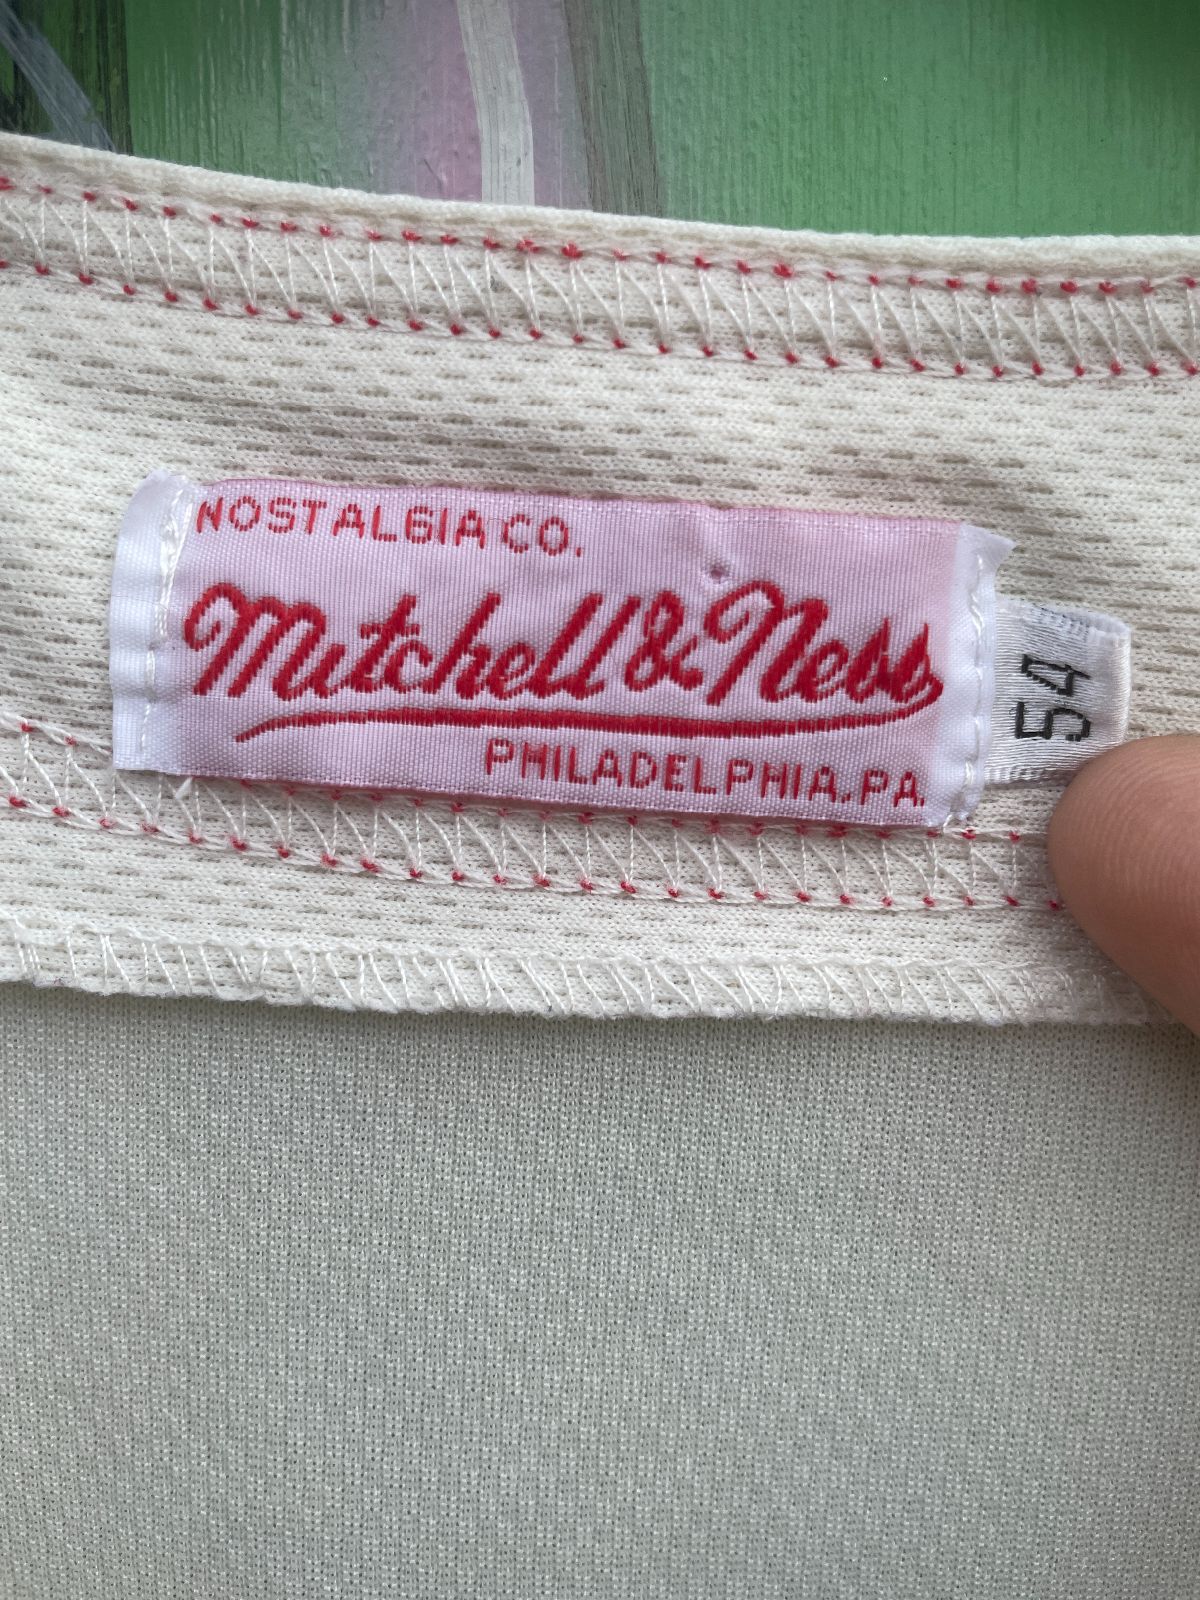 NOSTALGIA CO.
Mitchell & Ness
PHILADELPHIA, PA.
54